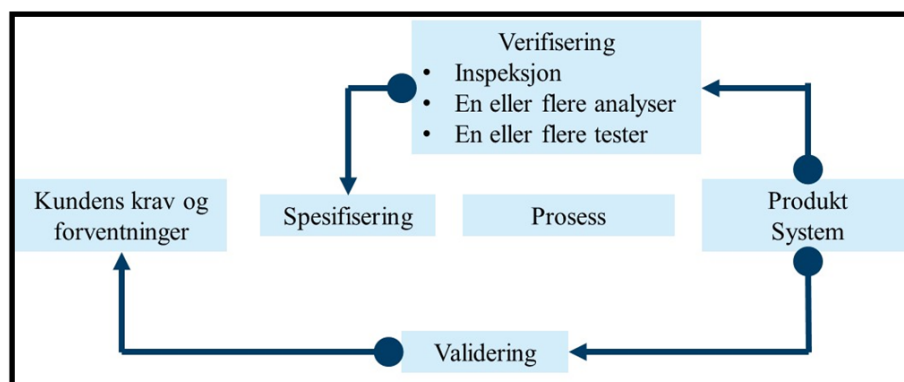 Verifisering
• Inspeksjon
• En eller flere analyser
• En eller flere tester
Kundens krav og
forventninger
Spesifisering
Prosess
Produkt
System
Validering